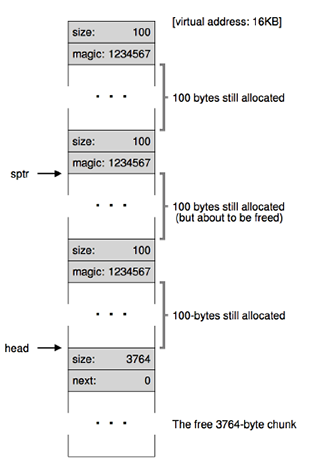 [virtual address: 16KB]
size: 100
magic: 1234567
. . .
100 bytes still allocated
size: 100
magic: 1234567
sptr
. . .
100 bytes still allocated
(but about to be freed)
size: 100
magic: 1234567
. . .
100-bytes still allocated
head
size: 3764
next: 0
. . .
The free 3764-byte chunk